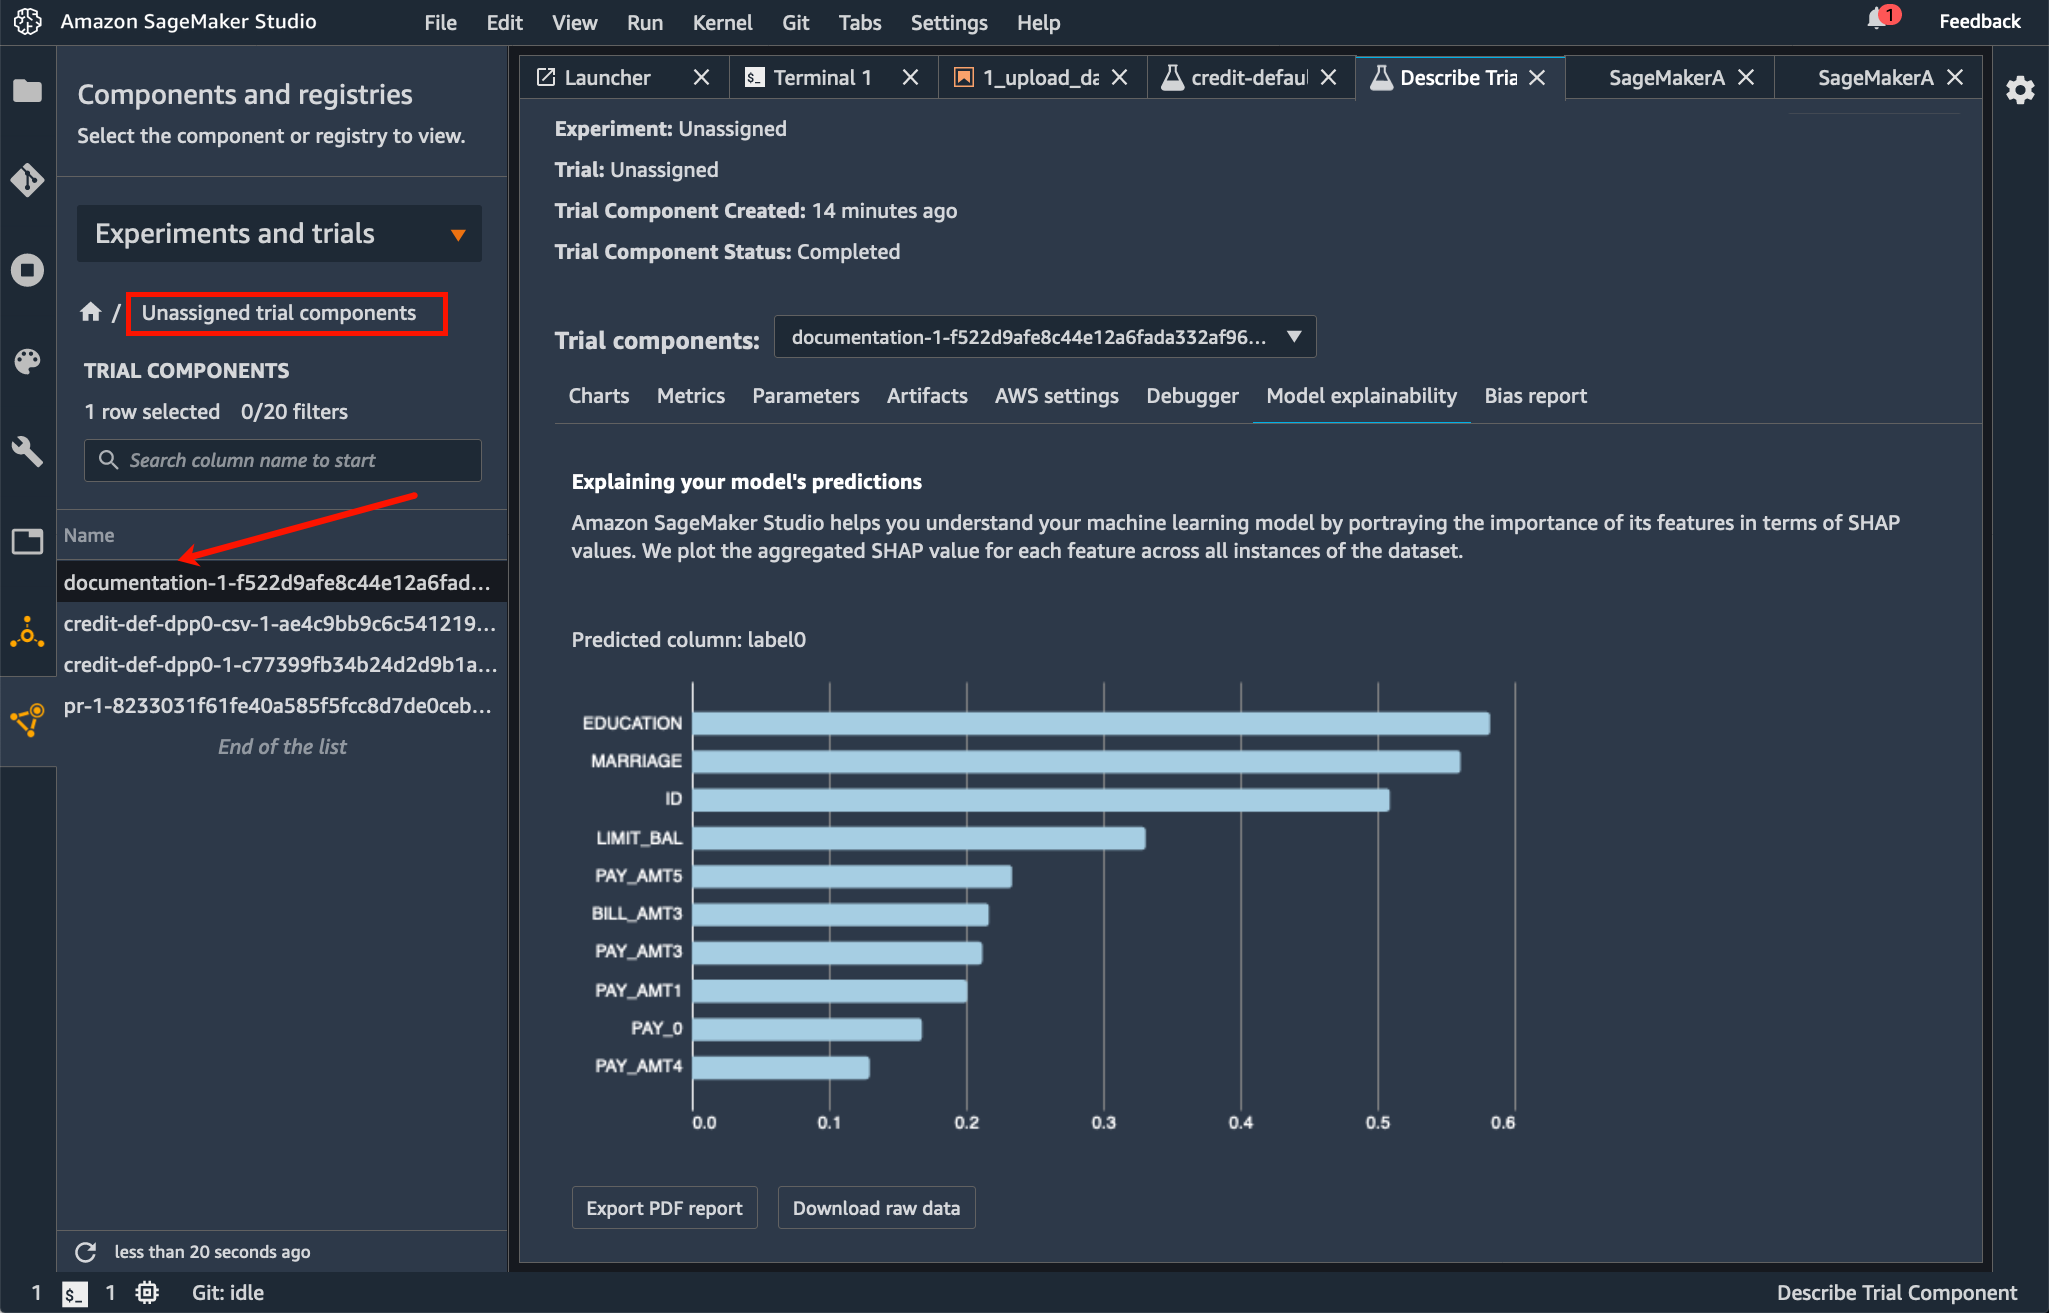 Amazon SageMaker Studio File Edit View Run Kernel Git Tabs Settings Help 1 Feedback
Components and registries
Select the component or registry to view.
Experiments and trials
/ Unassigned trial components
TRIAL COMPONENTS
1 row selected 0/20 filters
Search column name to start
Name
documentation-1-f522d9afe8c44e12a6fad...
credit-def-dpp0-csv-1-ae4c9bb9c6c541219...
credit-def-dpp0-1-c77399fb34b24d2d9b1a...
pr-1-8233031f61fe40a585f5fcc8d7de0ceb...
End of the list
less than 20 seconds ago
Launcher $_ Terminal 1 1_upload_da credit-defaul Describe Tria SageMakerA SageMakerA
Experiment: Unassigned
Trial: Unassigned
Trial Component Created: 14 minutes ago
Trial Component Status: Completed
Trial components: documentation-1-f522d9afe8c44e12a6fada332af96...
Charts Metrics Parameters Artifacts AWS settings Debugger Model explainability Bias report
Explaining your model's predictions
Amazon SageMaker Studio helps you understand your machine learning model by portraying the importance of its features in terms of SHAP
values. We plot the aggregated SHAP value for each feature across all instances of the dataset.
Predicted column: label0
EDUCATION
MARRIAGE
ID
LIMIT_BAL
PAY_AMT5
BILL_AMT3
PAY_AMT3
PAY_AMT1
PAY_0
PAY_AMT4
0.0 0.1 0.2 0.3 0.4 0.5 0.6
Export PDF report Download raw data
1 $_ 1 Git: idle Describe Trial Component